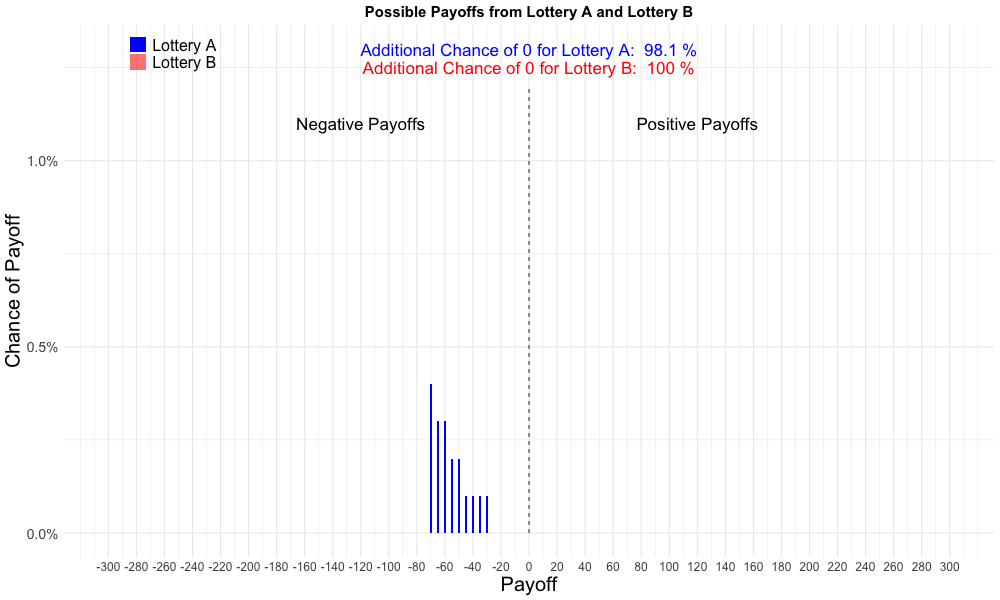 Possible Payoffs from Lottery A and Lottery B
Lottery A
Lottery B
Additional Chance of 0 for Lottery A:  98.1 %
Additional Chance of 0 for Lottery B:  100 %
Negative Payoffs
Positive Payoffs
Chance of Payoff
1.0%
0.5%
0.0%
-300 -280 -260 -240 -220 -200 -180 -160 -140 -120 -100 -80 -60 -40 -20 0 20 40 60 80 100 120 140 160 180 200 220 240 260 280 300
Payoff